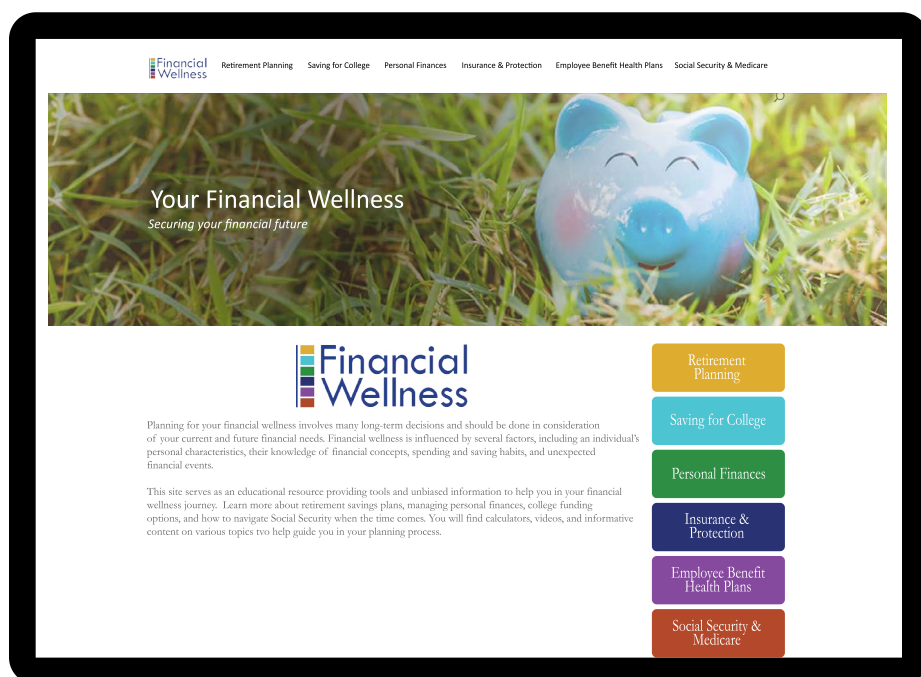 Financial
Wellness
Retirement Planning
Saving for College
Personal Finances
Insurance & Protection
Employee Benefit Health Plans
Social Security & Medicare
Your Financial Wellness
Securing your financial future
Financial
Wellness
Planning for your financial wellness involves many long-term decisions and should be done in consideration
of your current and future financial needs. Financial wellness is influenced by several factors, including an individual’s
personal characteristics, their knowledge of financial concepts, spending and saving habits, and unexpected
financial events.
This site serves as an educational resource providing tools and unbiased information to help you in your financial
wellness journey. Learn more about retirement savings plans, managing personal finances, college funding
options, and how to navigate Social Security when the time comes. You will find calculators, videos, and informative
content on various topics tvo help guide you in your planning process.
Retirement
Planning
Saving for College
Personal Finances
Insurance &
Protection
Employee Benefit
Health Plans
Social Security &
Medicare